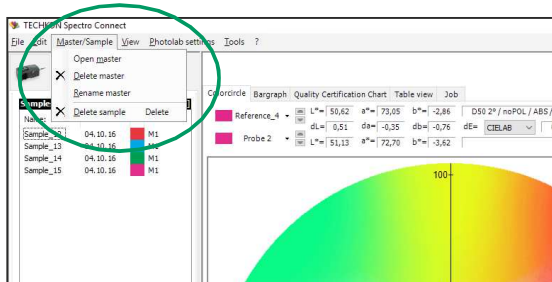 TECHKON Spectro Connect
File Edit Master/Sample View Photolab settings Tools ?
Open master
Delete master
Rename master
Delete sample Delete
Sample
Name
Sample_12 04.10.16 M1
Sample_13 04.10.16 M1
Sample_14 04.10.16 M1
Sample_15 04.10.16 M1
Colorcircle Bargraph Quality Certification Chart Table view Job
Reference_4 L*= 50,62 a*= 73,05 b*= -2,86 D50 2° / noPOL / ABS /
dL= 0,51 da= -0,35 db= -0,76 dE= CIELAB
Probe 2 L*= 51,13 a*= 72,70 b*= -3,62
100